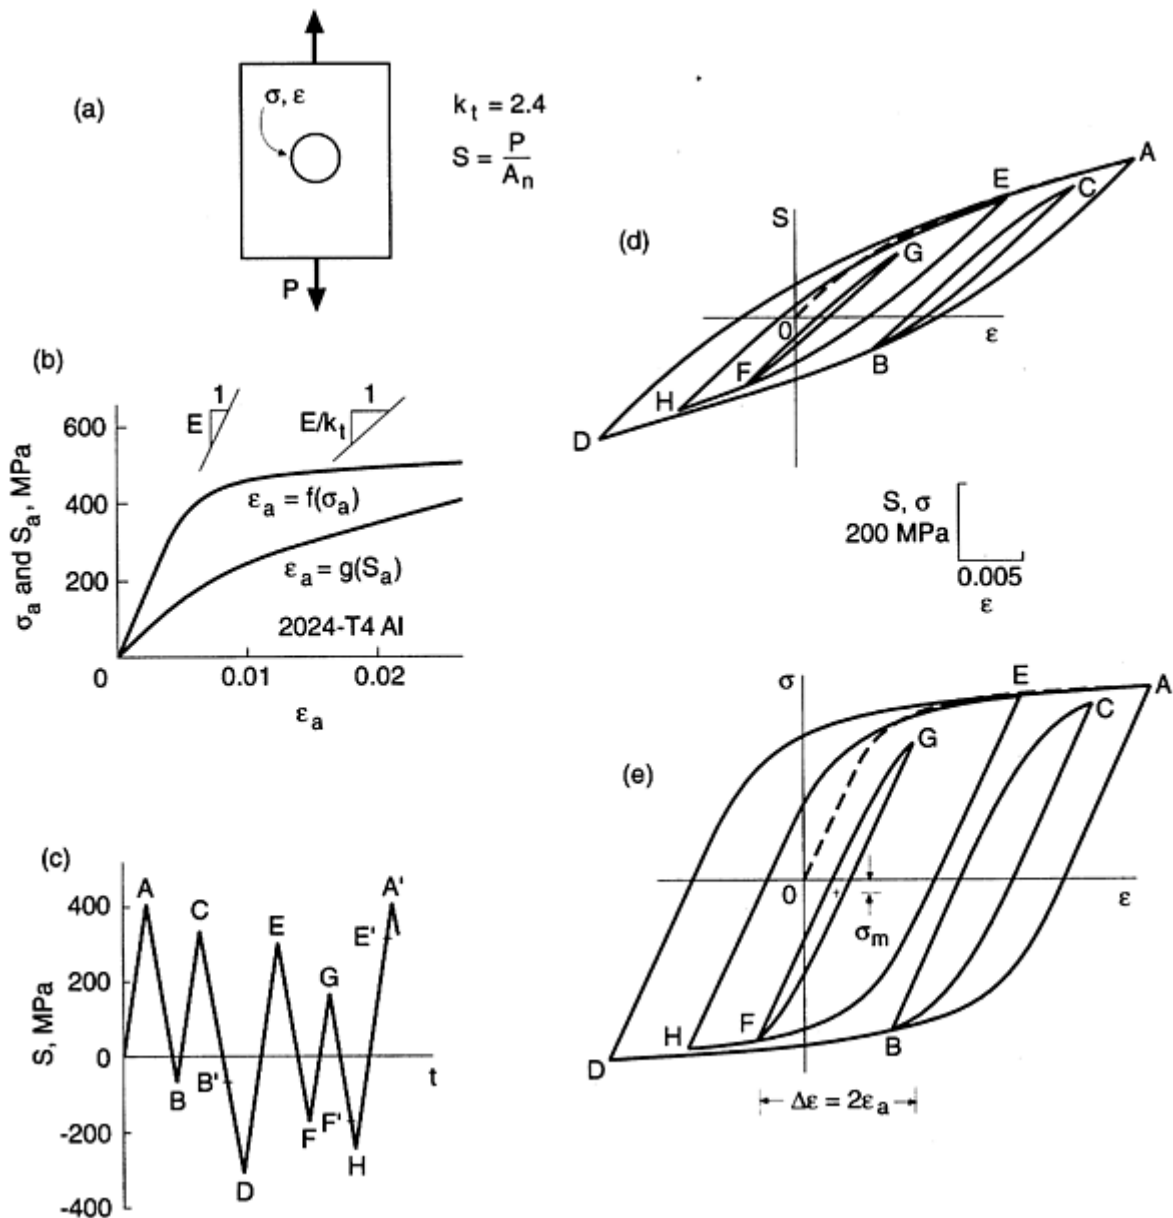 (a)
σ, ε
P
k_t = 2.4
S = P/A_n
(b)
σ_a and S_a, MPa
600
400
200
0
0.01
0.02
ε_a
E
1
E/k_t
1
ε_a = f(σ_a)
ε_a = g(S_a)
2024-T4 Al
(c)
S, MPa
400
200
0
-200
-400
t
A
B
B'
C
D
E
F
F'
G
H
E'
A'
(d)
S
0
ε
A
C
E
G
B
F
H
D
S, σ
200 MPa
0.005
ε
(e)
σ
0
ε
A
C
E
G
σ_m
B
F
H
D
Δε = 2ε_a